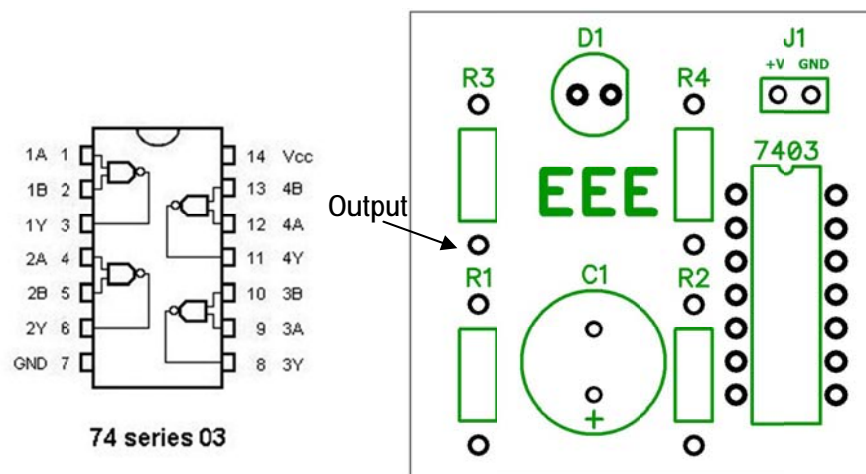 1A 1 14 Vcc
1B 2 13 4B
1Y 3 12 4A
2A 4 11 4Y
2B 5 10 3B
2Y 6 9 3A
GND 7 8 3Y
74 series 03
Output
D1
J1
+V GND
R3
R4
7403
EEE
R1
C1
R2
+